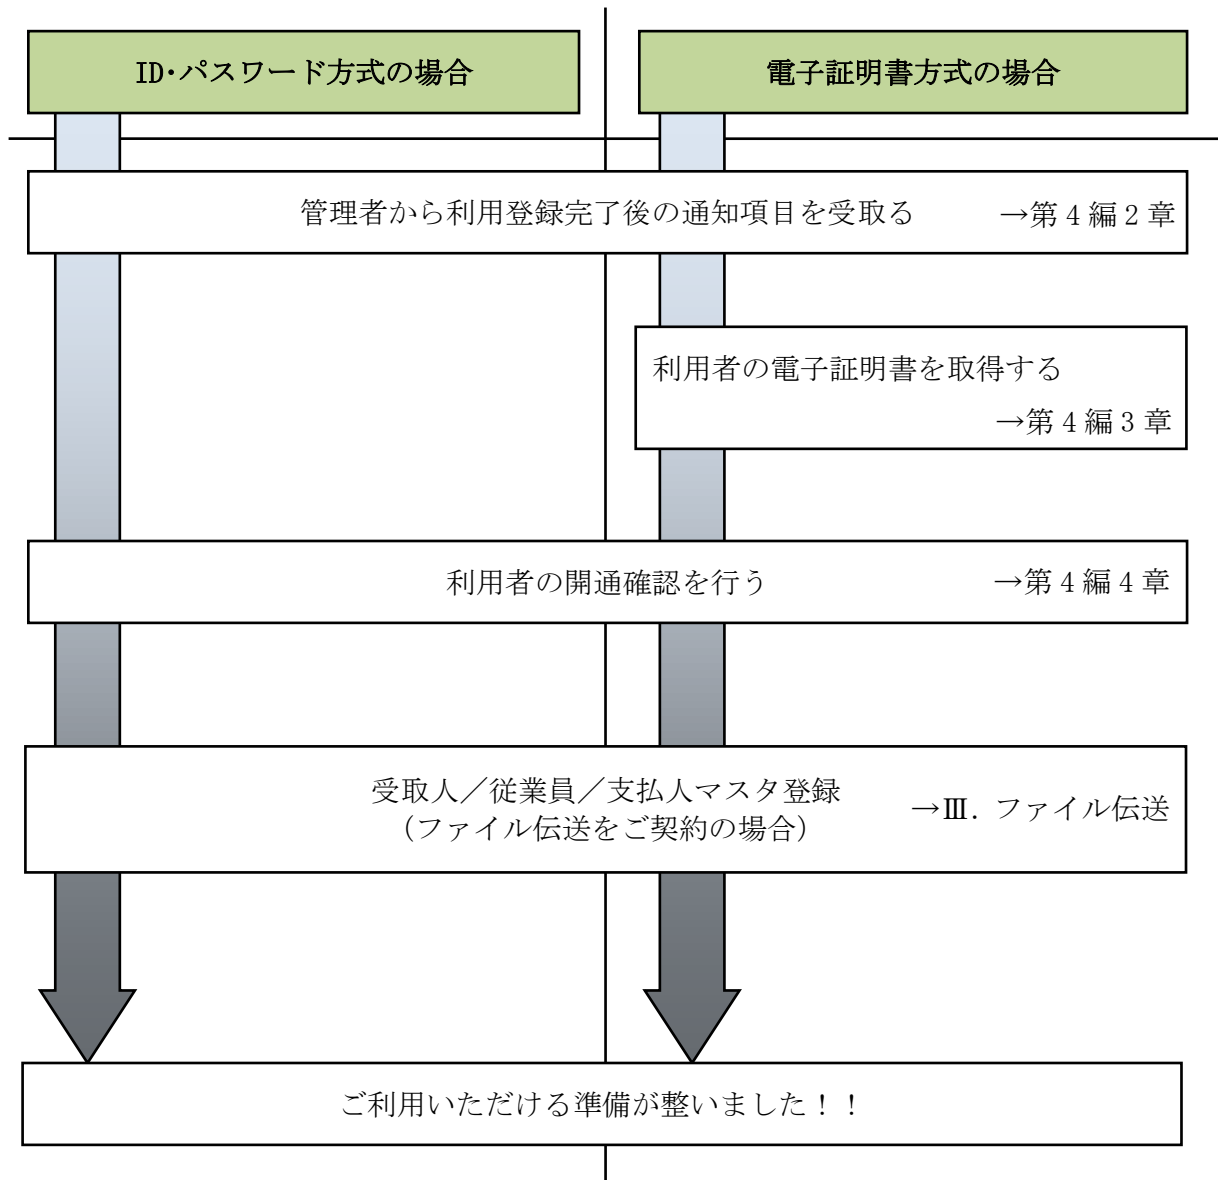 ID･パスワード方式の場合
電子証明書方式の場合
管理者から利用登録完了後の通知項目を受取る →第４編２章
利用者の電子証明書を取得する
→第４編３章
利用者の開通確認を行う →第４編４章
受取人／従業員／支払人マスタ登録
（ファイル伝送をご契約の場合）
→Ⅲ．ファイル伝送
ご利用いただける準備が整いました！！